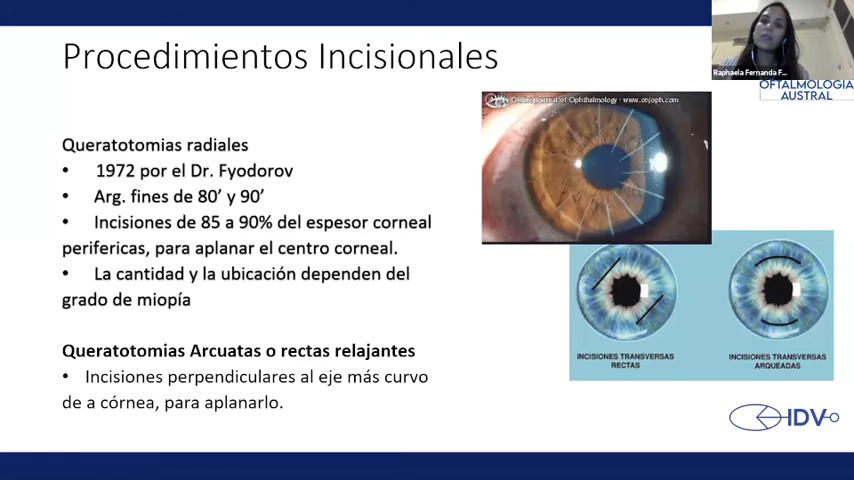 Procedimientos Incisionales
Raphaela Fernanda F...
OFTALMOLOGIA
AUSTRAL
Queratotomias radiales
• 1972 por el Dr. Fyodorov
• Arg. fines de 80’ y 90’
• Incisiones de 85 a 90% del espesor corneal
perifericas, para aplanar el centro corneal.
• La cantidad y la ubicación dependen del
grado de miopía
Queratotomias Arcuatas o rectas relajantes
• Incisiones perpendiculares al eje más curvo
de a córnea, para aplanarlo.
Online Journal of Ophthalmology - www.onjoph.com
INCISIONES TRANSVERSAS
RECTAS
INCISIONES TRANSVERSAS
ARQUEADAS
IDV